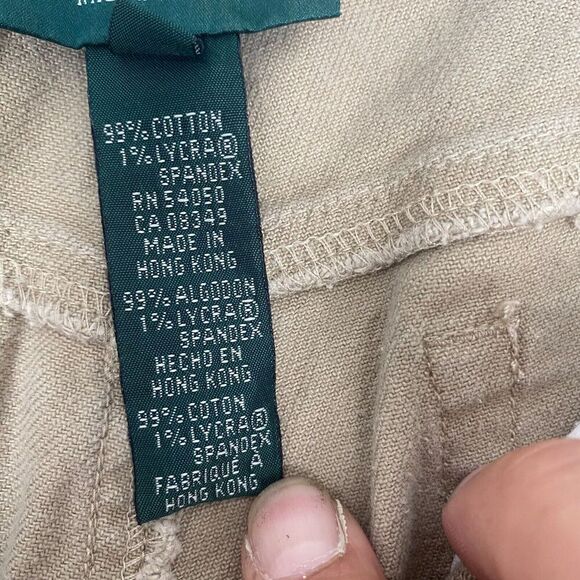 99% COTTON
1% LYCRA®
SPANDEX
RN 54050
CA 08349
MADE IN
HONG KONG
99% ALGODON
1% LYCRA®
SPANDEX
HECHO EN
HONG KONG
99% COTON
1% LYCRA®
SPANDEX
FABRIQUÉ À
HONG KONG